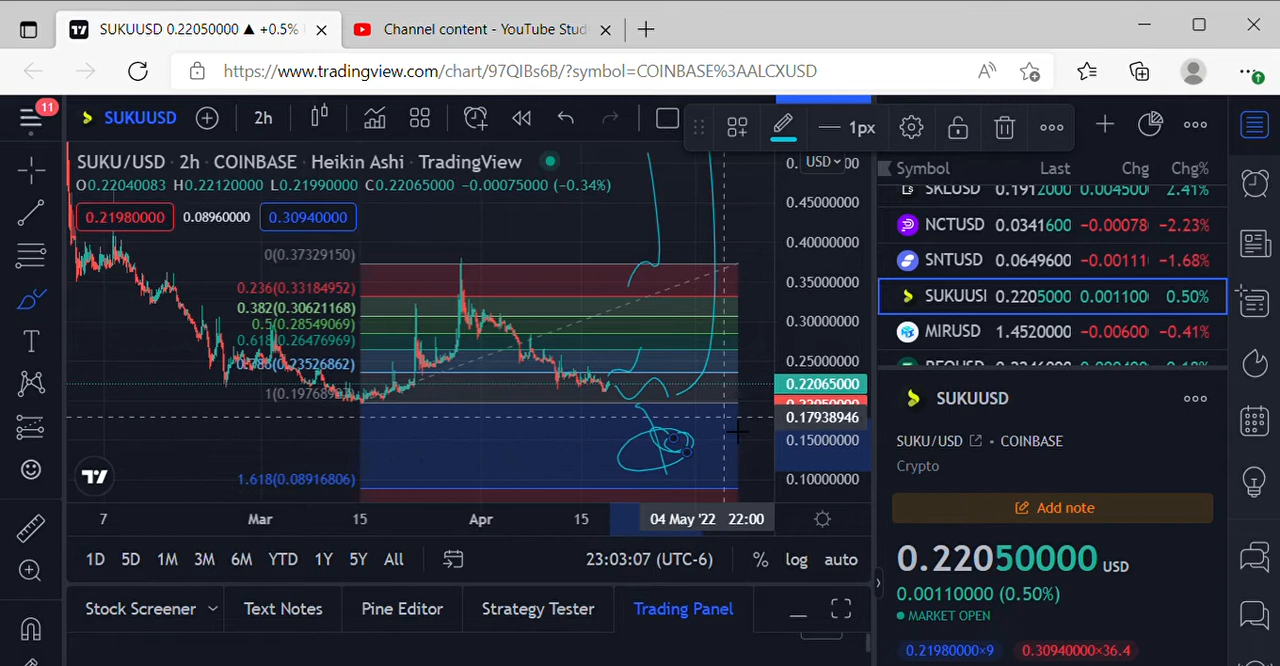 SUKUUSD 0.22050000 ▲ +0.5%
Channel content - YouTube Stud
https://www.tradingview.com/chart/97QIBs6B/?symbol=COINBASE%3AALCXUSD
11
SUKUUSD
2h
1px
SUKU/USD · 2h · COINBASE · Heikin Ashi · TradingView
O0.22040083 H0.22120000 L0.21990000 C0.22065000 −0.00075000 (−0.34%)
0.21980000
0.08960000
0.30940000
USD
0.45000000
0.40000000
0.35000000
0.30000000
0.25000000
0.22065000
0.17938946
0.15000000
0.10000000
0(0.37329150)
0.236(0.33184952)
0.382(0.30621168)
0.5(0.28549069)
0.618(0.26476969)
1.618(0.08916806)
7
Mar
15
Apr
15
04 May '22 22:00
1D 5D 1M 3M 6M YTD 1Y 5Y All
23:03:07 (UTC-6)
% log auto
Stock Screener
Text Notes
Pine Editor
Strategy Tester
Trading Panel
Symbol Last Chg Chg%
SKLUSD 0.1912000 0.004500 2.41%
NCTUSD 0.0341600 −0.00078 −2.23%
SNTUSD 0.0649600 −0.00111 −1.68%
SUKUUSI 0.2205000 0.001100 0.50%
MIRUSD 1.4520000 −0.00600 −0.41%
SUKUUSD
SUKU/USD • COINBASE
Crypto
Add note
0.22050000 USD
0.00110000 (0.50%)
MARKET OPEN
0.21980000×9
0.30940000×36.4